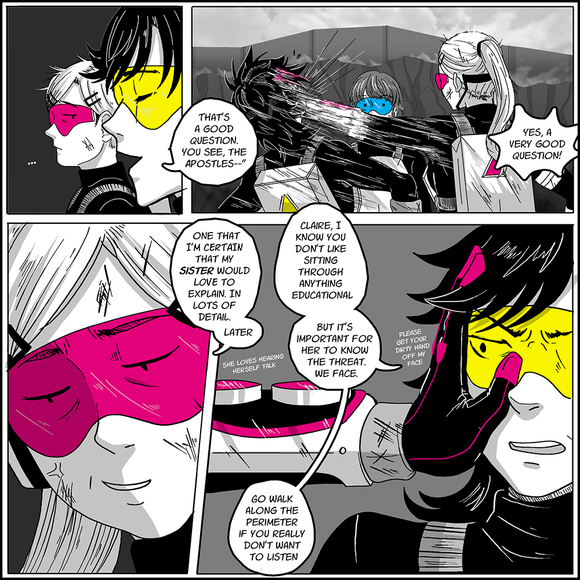 ...
THAT'S
A GOOD
QUESTION.
YOU SEE, THE
APOSTLES--"
YES, A
VERY GOOD
QUESTION!
ONE THAT
I'M CERTAIN
THAT MY
SISTER WOULD
LOVE TO
EXPLAIN. IN
LOTS OF
DETAIL.
LATER
SHE LOVES HEARING
HERSELF TALK
CLAIRE, I
KNOW YOU
DON'T LIKE
SITTING
THROUGH
ANYTHING
EDUCATIONAL
BUT IT'S
IMPORTANT FOR
HER TO KNOW
THE THREAT.
WE FACE.
PLEASE
GET YOUR
DIRTY HAND
OFF MY
FACE
GO WALK
ALONG THE
PERIMETER
IF YOU REALLY
DON'T WANT
TO LISTEN